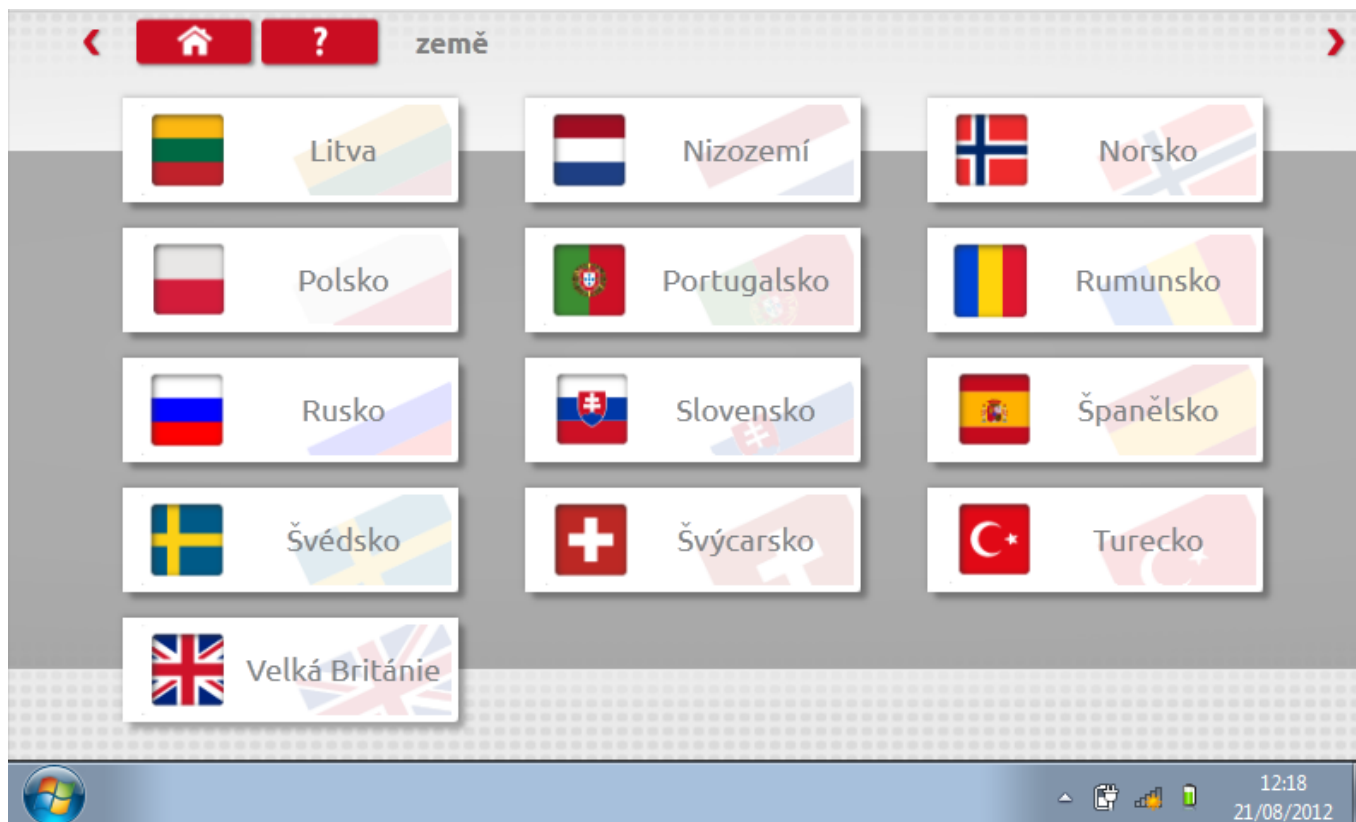 ? země
Litva Nizozemí Norsko
Polsko Portugalsko Rumunsko
Rusko Slovensko Španělsko
Švédsko Švýcarsko Turecko
Velká Británie
12:18
21/08/2012